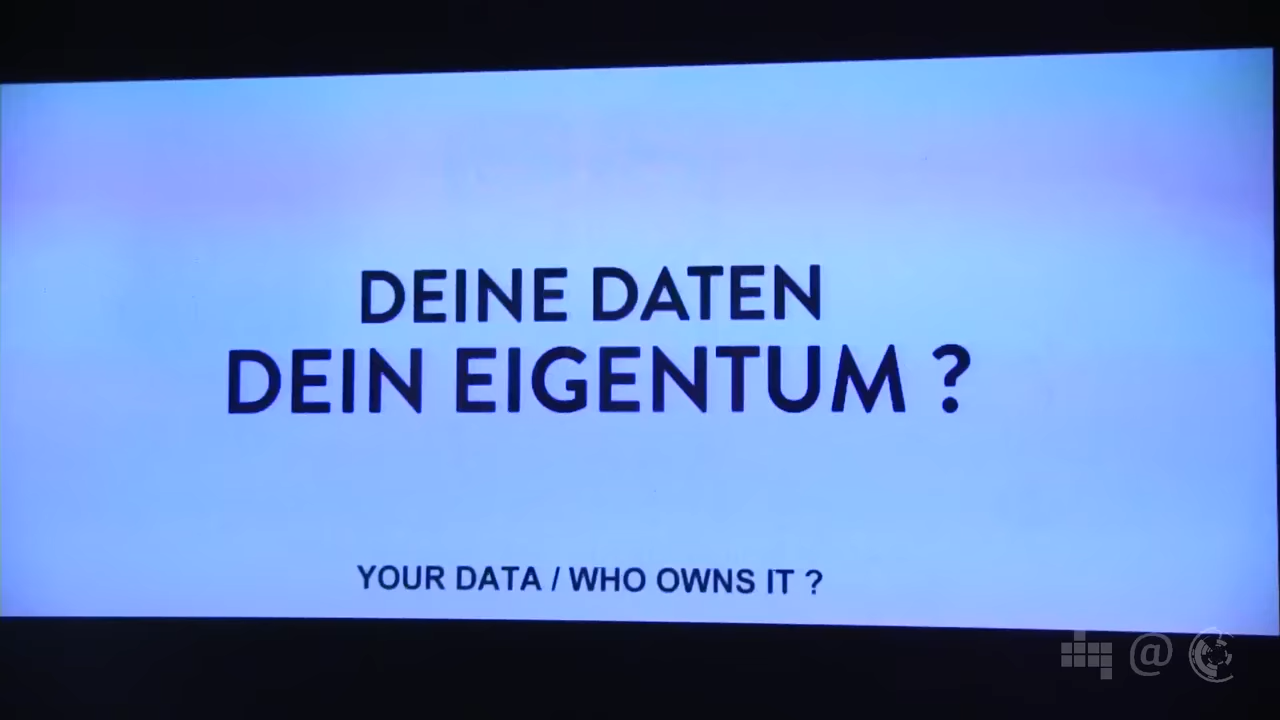 DEINE DATEN
DEIN EIGENTUM ?
YOUR DATA / WHO OWNS IT ?
@